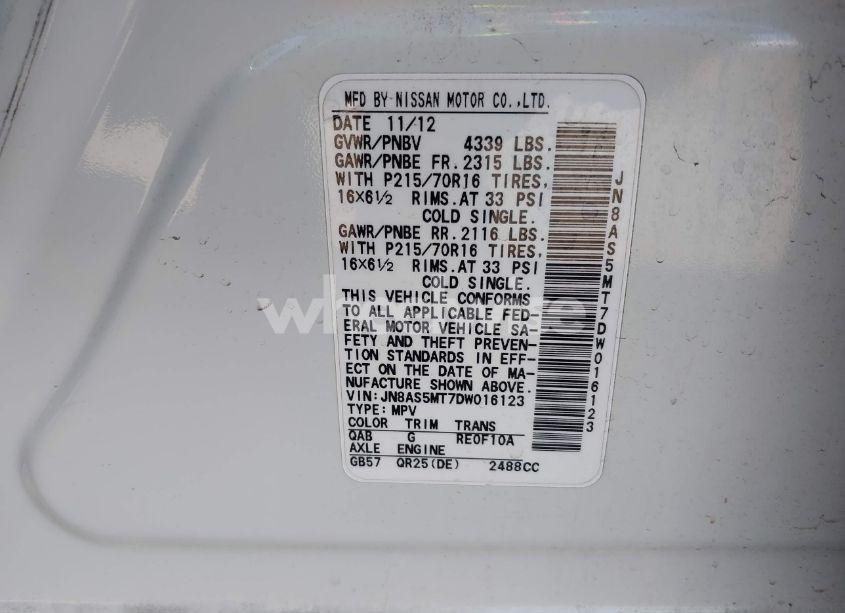 MFD BY NISSAN MOTOR CO.,LTD.
DATE 11/12
GVWR/PNBV 4339 LBS.
GAWR/PNBE FR.2315 LBS.
WITH P215/70R16 TIRES,
16X6½ RIMS.AT 33 PSI
COLD SINGLE.
GAWR/PNBE RR.2116 LBS.
WITH P215/70R16 TIRES,
16X6½ RIMS.AT 33 PSI
COLD SINGLE.
THIS VEHICLE CONFORMS
TO ALL APPLICABLE FED-
ERAL MOTOR VEHICLE SA-
FETY AND THEFT PREVEN-
TION STANDARDS IN EFF-
ECT ON THE DATE OF MA-
NUFACTURE SHOWN ABOVE.
VIN:JN8AS5MT7DW016123
TYPE:MPV
COLOR TRIM TRANS
QAB G RE0F10A
AXLE ENGINE
GB57 QR25(DE) 2488CC
JN8AS5MT7DW016123